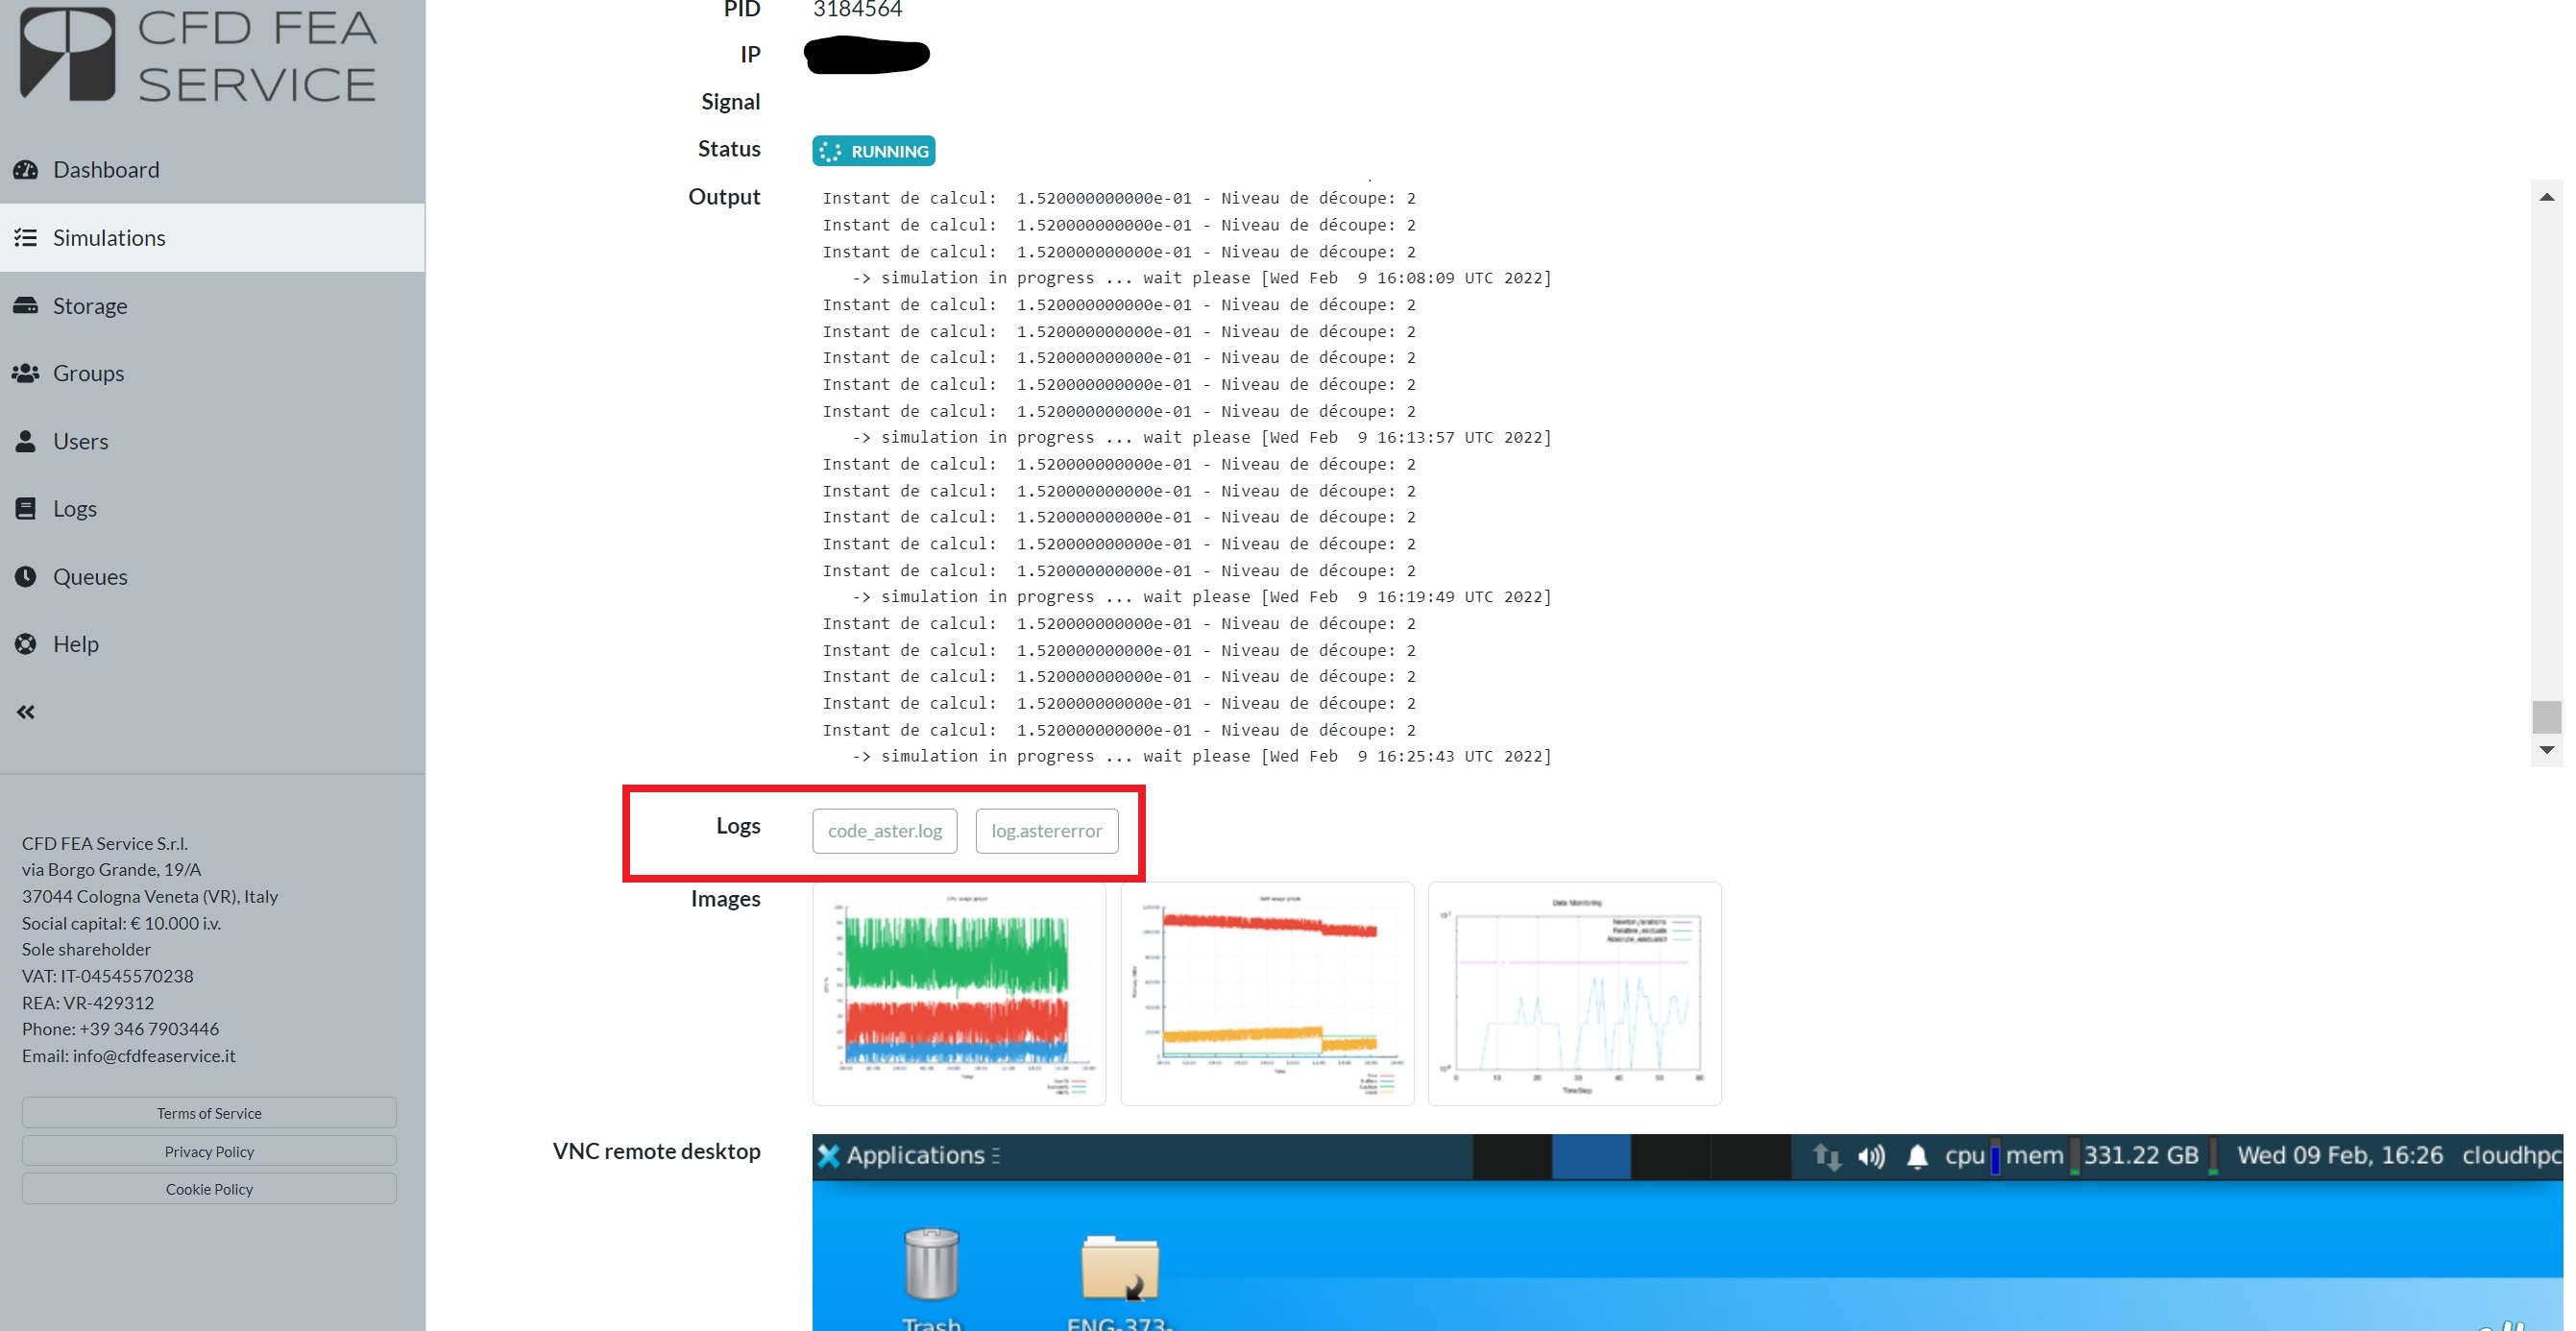 CFD FEA
SERVICE
Dashboard
Simulations
Storage
Groups
Users
Logs
Queues
Help
CFD FEA Service S.r.l.
via Borgo Grande, 19/A
37044 Cologna Veneta (VR), Italy
Social capital: € 10.000 i.v.
Sole shareholder
VAT: IT-04545570238
REA: VR-429312
Phone: +39 346 7903446
Email: info@cfdfeaservice.it
Terms of Service
Privacy Policy
Cookie Policy
PID 3184564
IP
Signal
Status RUNNING
Output
Instant de calcul:  1.520000000000e-01 - Niveau de découpe: 2
Instant de calcul:  1.520000000000e-01 - Niveau de découpe: 2
Instant de calcul:  1.520000000000e-01 - Niveau de découpe: 2
-> simulation in progress ... wait please [Wed Feb  9 16:08:09 UTC 2022]
Instant de calcul:  1.520000000000e-01 - Niveau de découpe: 2
Instant de calcul:  1.520000000000e-01 - Niveau de découpe: 2
Instant de calcul:  1.520000000000e-01 - Niveau de découpe: 2
Instant de calcul:  1.520000000000e-01 - Niveau de découpe: 2
Instant de calcul:  1.520000000000e-01 - Niveau de découpe: 2
-> simulation in progress ... wait please [Wed Feb  9 16:13:57 UTC 2022]
Instant de calcul:  1.520000000000e-01 - Niveau de découpe: 2
Instant de calcul:  1.520000000000e-01 - Niveau de découpe: 2
Instant de calcul:  1.520000000000e-01 - Niveau de découpe: 2
Instant de calcul:  1.520000000000e-01 - Niveau de découpe: 2
Instant de calcul:  1.520000000000e-01 - Niveau de découpe: 2
-> simulation in progress ... wait please [Wed Feb  9 16:19:49 UTC 2022]
Instant de calcul:  1.520000000000e-01 - Niveau de découpe: 2
Instant de calcul:  1.520000000000e-01 - Niveau de découpe: 2
Instant de calcul:  1.520000000000e-01 - Niveau de découpe: 2
Instant de calcul:  1.520000000000e-01 - Niveau de découpe: 2
Instant de calcul:  1.520000000000e-01 - Niveau de découpe: 2
-> simulation in progress ... wait please [Wed Feb  9 16:25:43 UTC 2022]
Logs code_aster.log log.astererror
Images
Data Monitoring
TimeStep
VNC remote desktop
Applications cpu mem 331.22 GB Wed 09 Feb, 16:26 cloudhpc
Trash ENG-373-